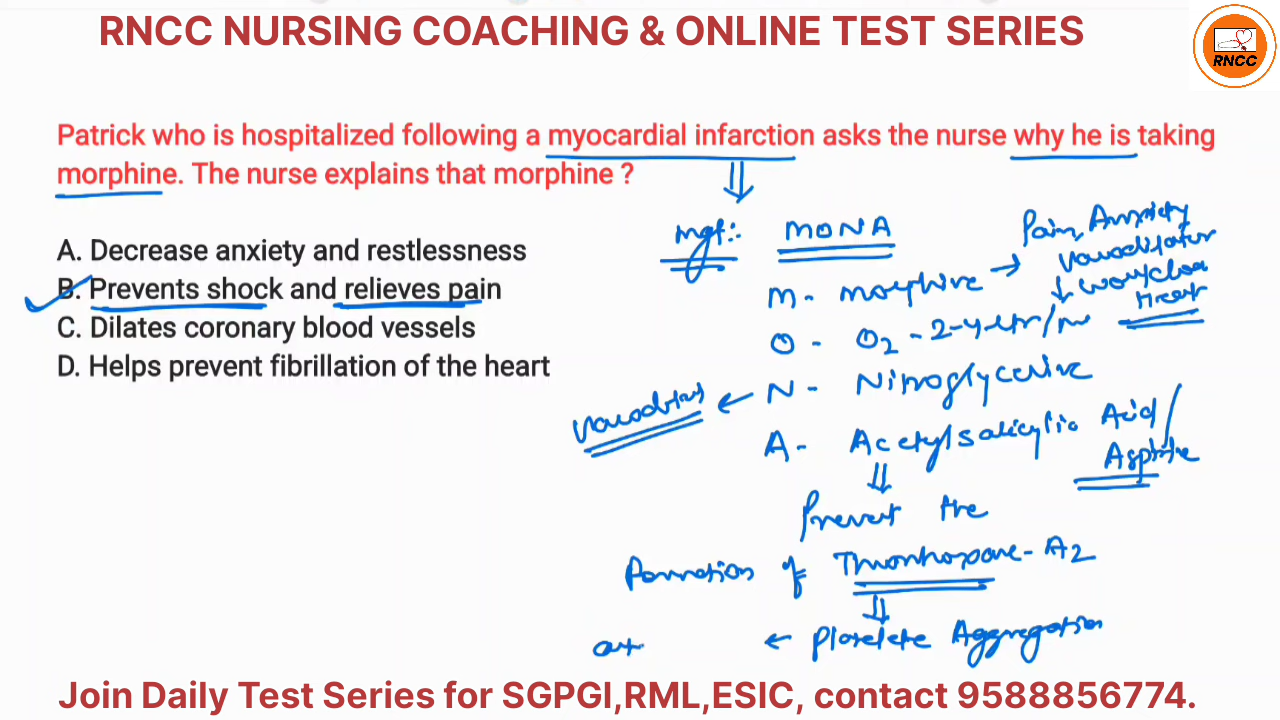 RNCC NURSING COACHING & ONLINE TEST SERIES
RNCC
Patrick who is hospitalized following a myocardial infarction asks the nurse why he is taking
morphine. The nurse explains that morphine ?
A. Decrease anxiety and restlessness
B. Prevents shock and relieves pain
C. Dilates coronary blood vessels
D. Helps prevent fibrillation of the heart
Mgt:- MONA
M - Morphine → Pain, Anxiety
Vasodilator
↓ workload
Heart
O - O2 - 2-4 ltr/
N - Nitroglycerine
A - Acetylsalicylic Acid /
Prevent the
Formation of Thromboxane-A2
← Platelete Aggregation
Join Daily Test Series for SGPGI,RML,ESIC, contact 9588856774.